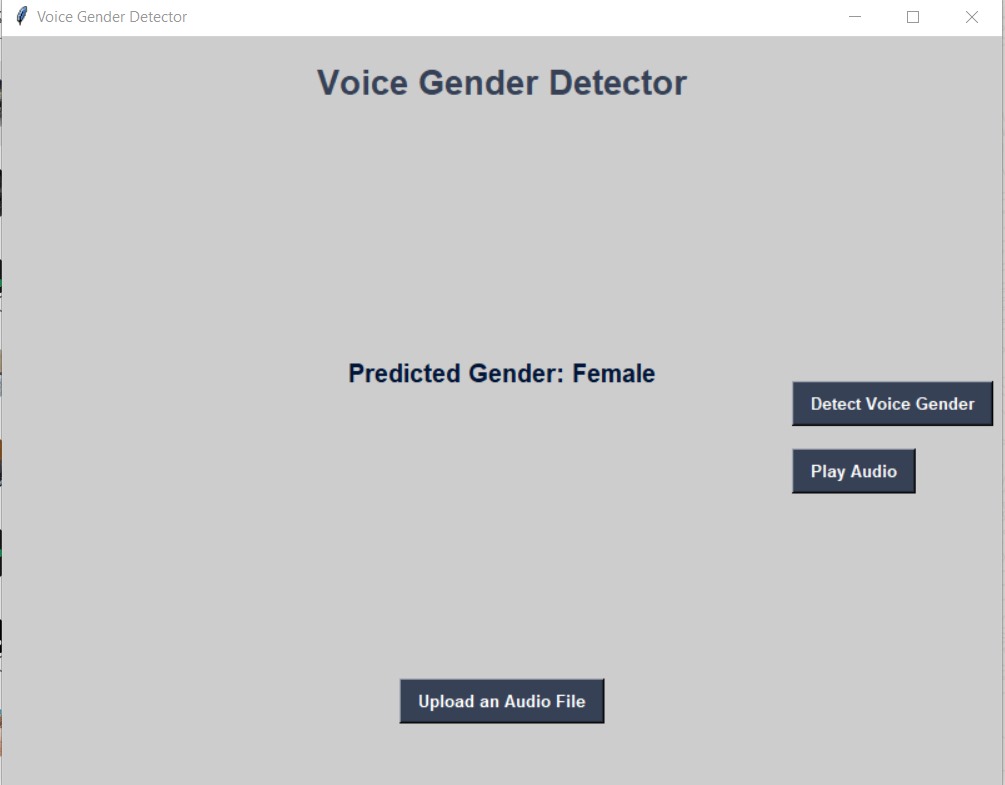 Voice Gender Detector
Voice Gender Detector
Predicted Gender: Female
Detect Voice Gender
Play Audio
Upload an Audio File